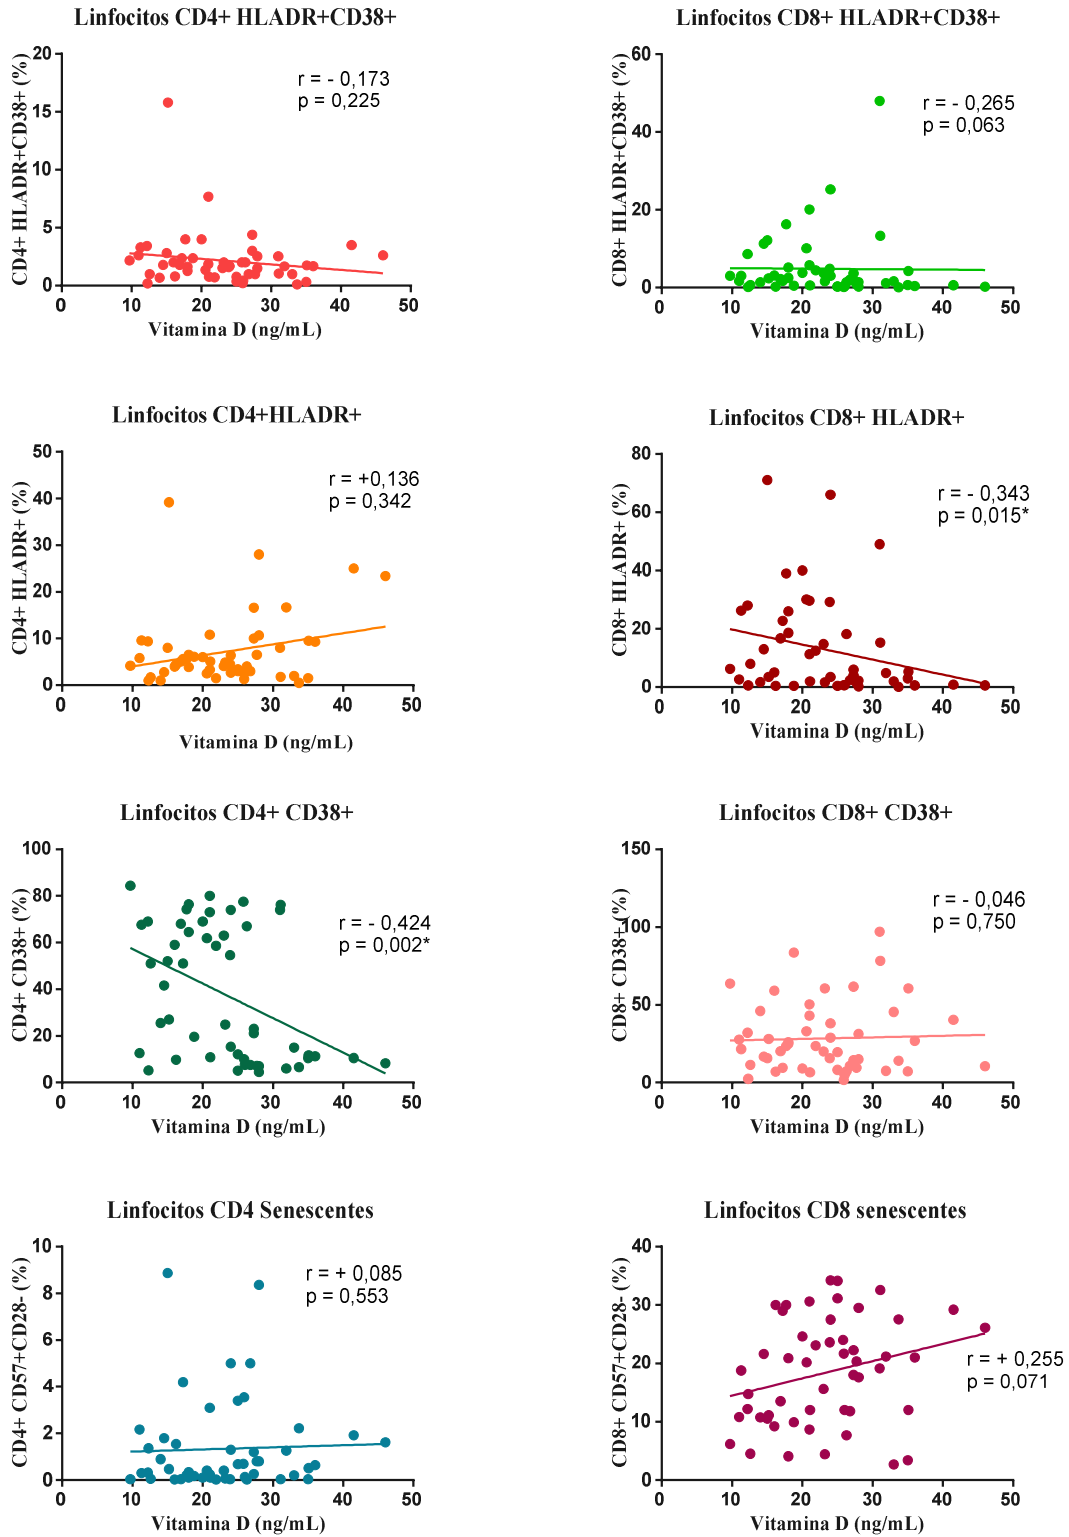 Linfocitos CD4+ HLADR+CD38+
CD4+ HLADR+CD38+ (%)
20
15
10
5
0
r = - 0,173
p = 0,225
0 10 20 30 40 50
Vitamina D (ng/mL)
Linfocitos CD8+ HLADR+CD38+
CD8+ HLADR+CD38+ (%)
60
40
20
0
r = - 0,265
p = 0,063
0 10 20 30 40 50
Vitamina D (ng/mL)
Linfocitos CD4+HLADR+
CD4+ HLADR+ (%)
50
40
30
20
10
0
r = +0,136
p = 0,342
0 10 20 30 40 50
Vitamina D (ng/mL)
Linfocitos CD8+ HLADR+
CD8+ HLADR+ (%)
80
60
40
20
0
r = - 0,343
p = 0,015*
0 10 20 30 40 50
Vitamina D (ng/mL)
Linfocitos CD4+ CD38+
CD4+ CD38+ (%)
100
80
60
40
20
0
r = - 0,424
p = 0,002*
0 10 20 30 40 50
Vitamina D (ng/mL)
Linfocitos CD8+ CD38+
CD8+ CD38+ (%)
150
100
50
0
r = - 0,046
p = 0,750
0 10 20 30 40 50
Vitamina D (ng/mL)
Linfocitos CD4 Senescentes
CD4+ CD57+CD28- (%)
10
8
6
4
2
0
r = + 0,085
p = 0,553
0 10 20 30 40 50
Vitamina D (ng/mL)
Linfocitos CD8 senescentes
CD8+ CD57+CD28- (%)
40
30
20
10
0
r = + 0,255
p = 0,071
0 10 20 30 40 50
Vitamina D (ng/mL)